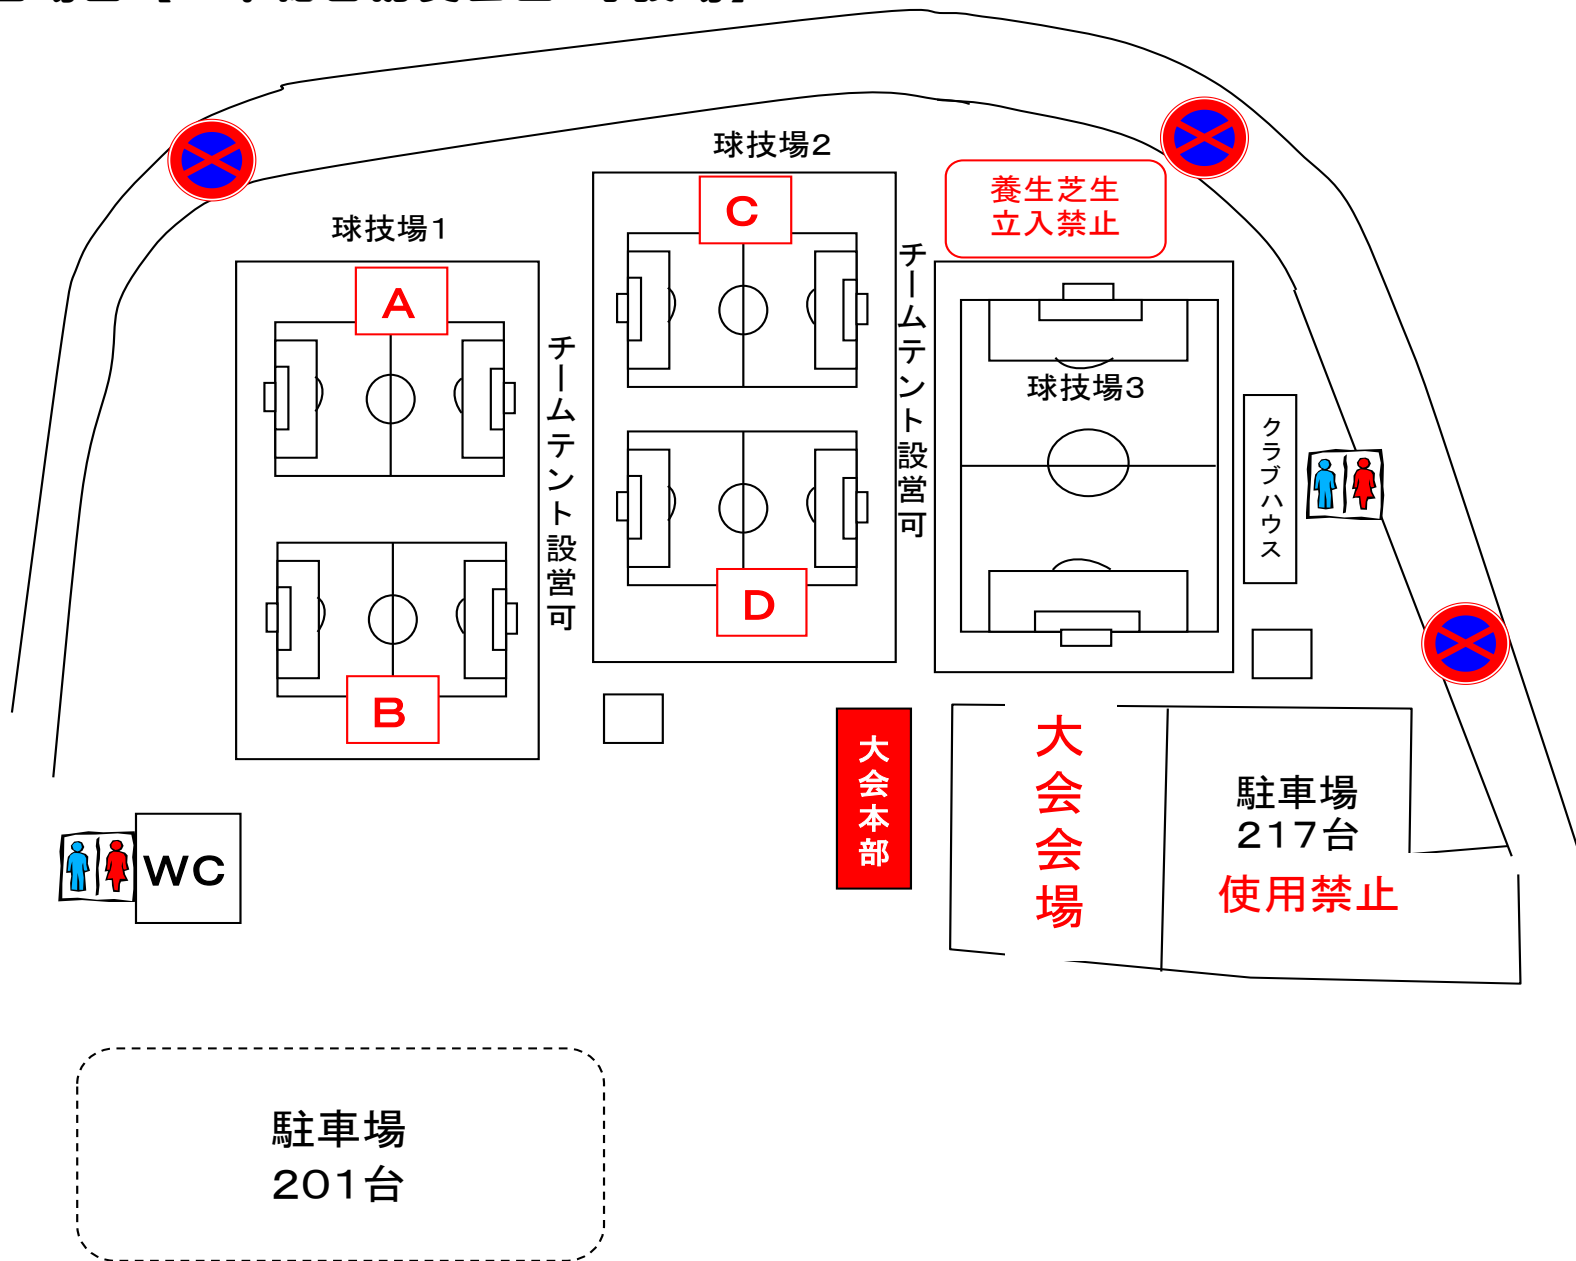 球技場2
養生芝生
立入禁止
C
球技場1
A
チームテント設営可
チームテント設営可
球技場3
クラブハウス
D
B
大会本部
大会会場
駐車場
217台
使用禁止
WC
駐車場
201台